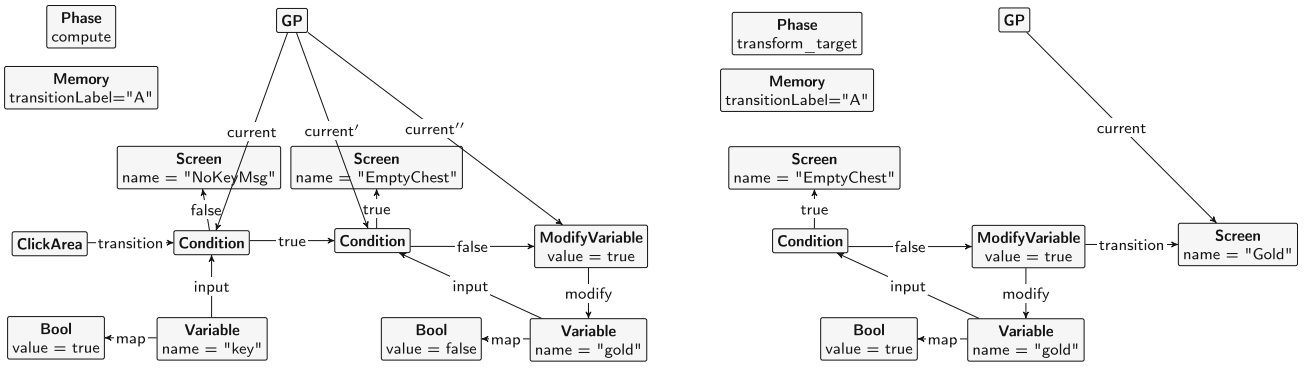 Phase
compute
GP
Memory
transitionLabel="A"
current
current'
current''
Screen
name = "NoKeyMsg"
Screen
name = "EmptyChest"
false
true
ClickArea
transition
Condition
true
Condition
false
ModifyVariable
value = true
input
input
modify
Bool
value = true
map
Variable
name = "key"
Bool
value = false
map
Variable
name = "gold"
Phase
transform_target
GP
Memory
transitionLabel="A"
current
Screen
name = "EmptyChest"
true
Condition
false
ModifyVariable
value = true
transition
Screen
name = "Gold"
input
modify
Bool
value = true
map
Variable
name = "gold"